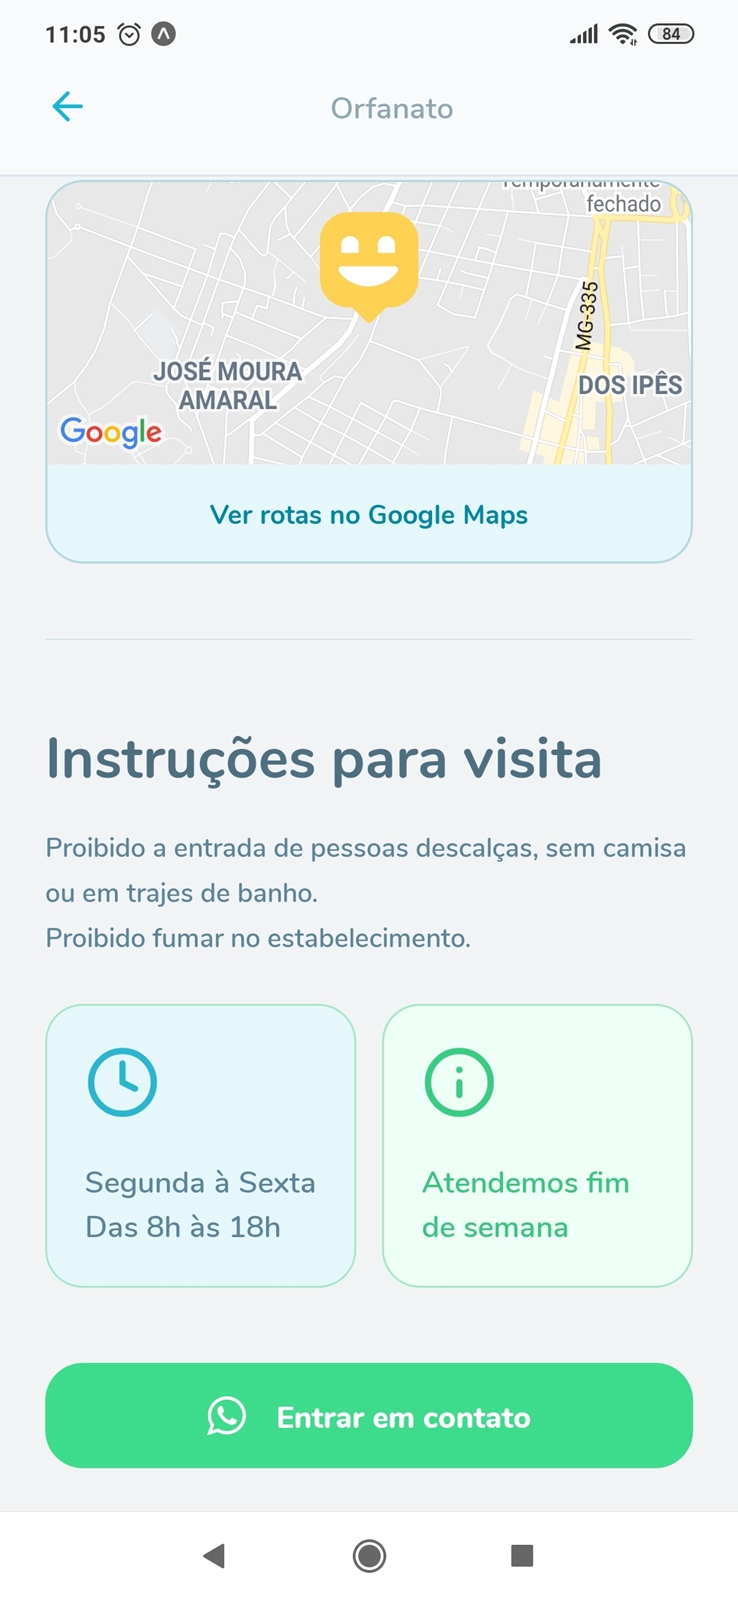 11:05
84
Orfanato
Temporariamente
fechado
MG-335
JOSÉ MOURA
AMARAL
DOS IPÊS
Google
Ver rotas no Google Maps
Instruções para visita
Proibido a entrada de pessoas descalças, sem camisa
ou em trajes de banho.
Proibido fumar no estabelecimento.
Segunda à Sexta
Das 8h às 18h
Atendemos fim
de semana
Entrar em contato